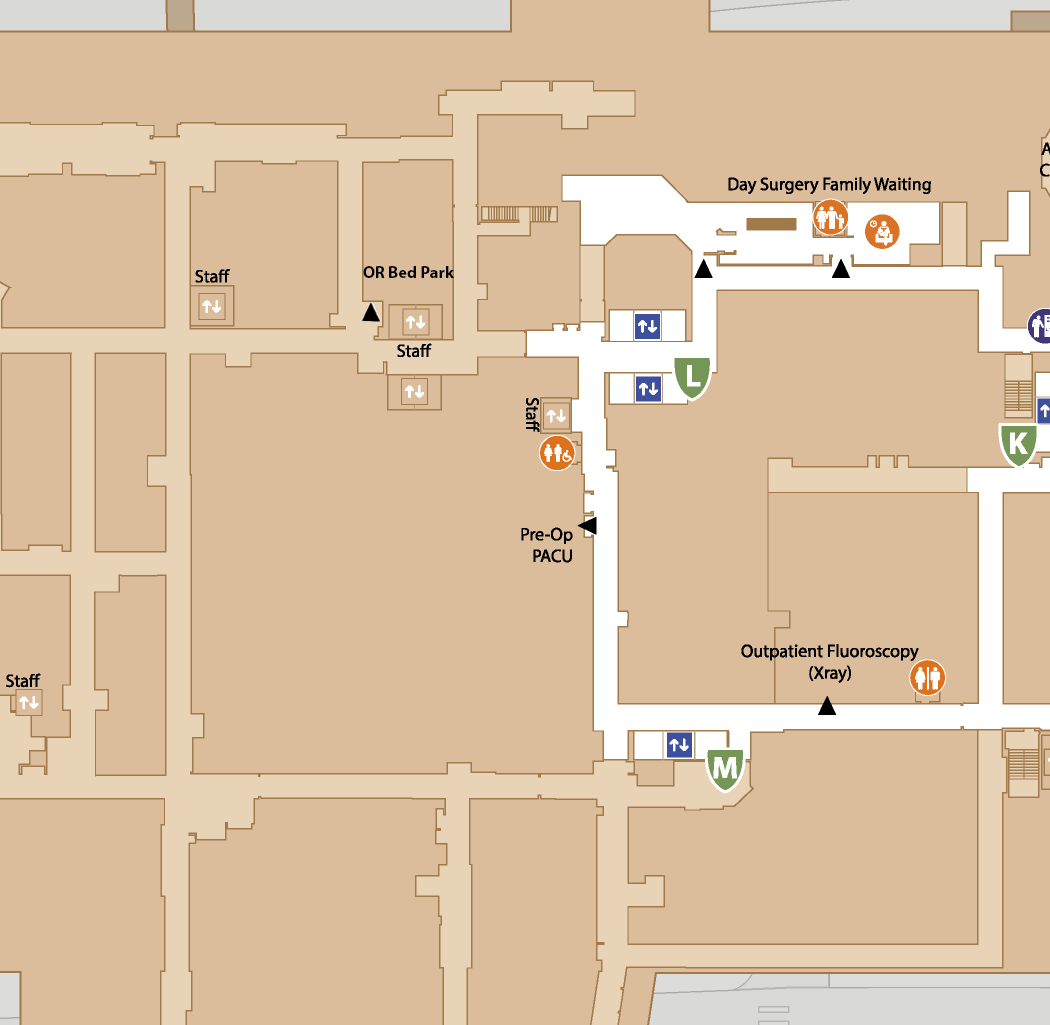 A
C
Day Surgery Family Waiting
OR Bed Park
Staff
Staff
L
Staff
K
Pre-Op
PACU
Outpatient Fluoroscopy
(Xray)
Staff
M